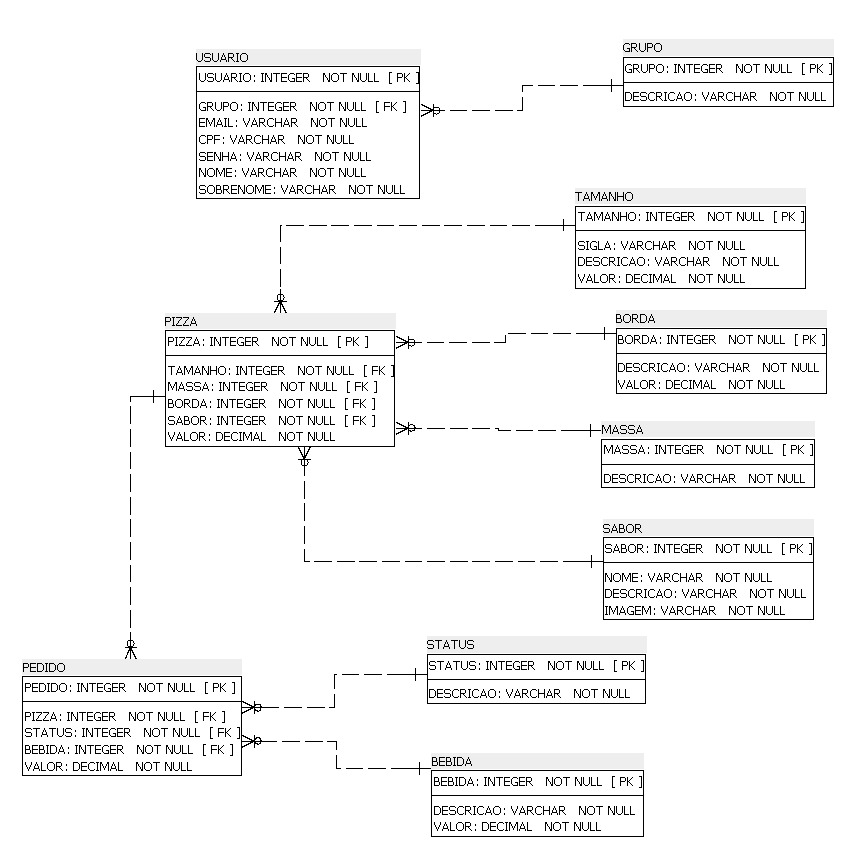 USUARIO
USUARIO: INTEGER NOT NULL [ PK ]
GRUPO: INTEGER NOT NULL [ FK ]
EMAIL: VARCHAR NOT NULL
CPF: VARCHAR NOT NULL
SENHA: VARCHAR NOT NULL
NOME: VARCHAR NOT NULL
SOBRENOME: VARCHAR NOT NULL
GRUPO
GRUPO: INTEGER NOT NULL [ PK ]
DESCRICAO: VARCHAR NOT NULL
TAMANHO
TAMANHO: INTEGER NOT NULL [ PK ]
SIGLA: VARCHAR NOT NULL
DESCRICAO: VARCHAR NOT NULL
VALOR: DECIMAL NOT NULL
PIZZA
PIZZA: INTEGER NOT NULL [ PK ]
TAMANHO: INTEGER NOT NULL [ FK ]
MASSA: INTEGER NOT NULL [ FK ]
BORDA: INTEGER NOT NULL [ FK ]
SABOR: INTEGER NOT NULL [ FK ]
VALOR: DECIMAL NOT NULL
BORDA
BORDA: INTEGER NOT NULL [ PK ]
DESCRICAO: VARCHAR NOT NULL
VALOR: DECIMAL NOT NULL
MASSA
MASSA: INTEGER NOT NULL [ PK ]
DESCRICAO: VARCHAR NOT NULL
SABOR
SABOR: INTEGER NOT NULL [ PK ]
NOME: VARCHAR NOT NULL
DESCRICAO: VARCHAR NOT NULL
IMAGEM: VARCHAR NOT NULL
PEDIDO
PEDIDO: INTEGER NOT NULL [ PK ]
PIZZA: INTEGER NOT NULL [ FK ]
STATUS: INTEGER NOT NULL [ FK ]
BEBIDA: INTEGER NOT NULL [ FK ]
VALOR: DECIMAL NOT NULL
STATUS
STATUS: INTEGER NOT NULL [ PK ]
DESCRICAO: VARCHAR NOT NULL
BEBIDA
BEBIDA: INTEGER NOT NULL [ PK ]
DESCRICAO: VARCHAR NOT NULL
VALOR: DECIMAL NOT NULL